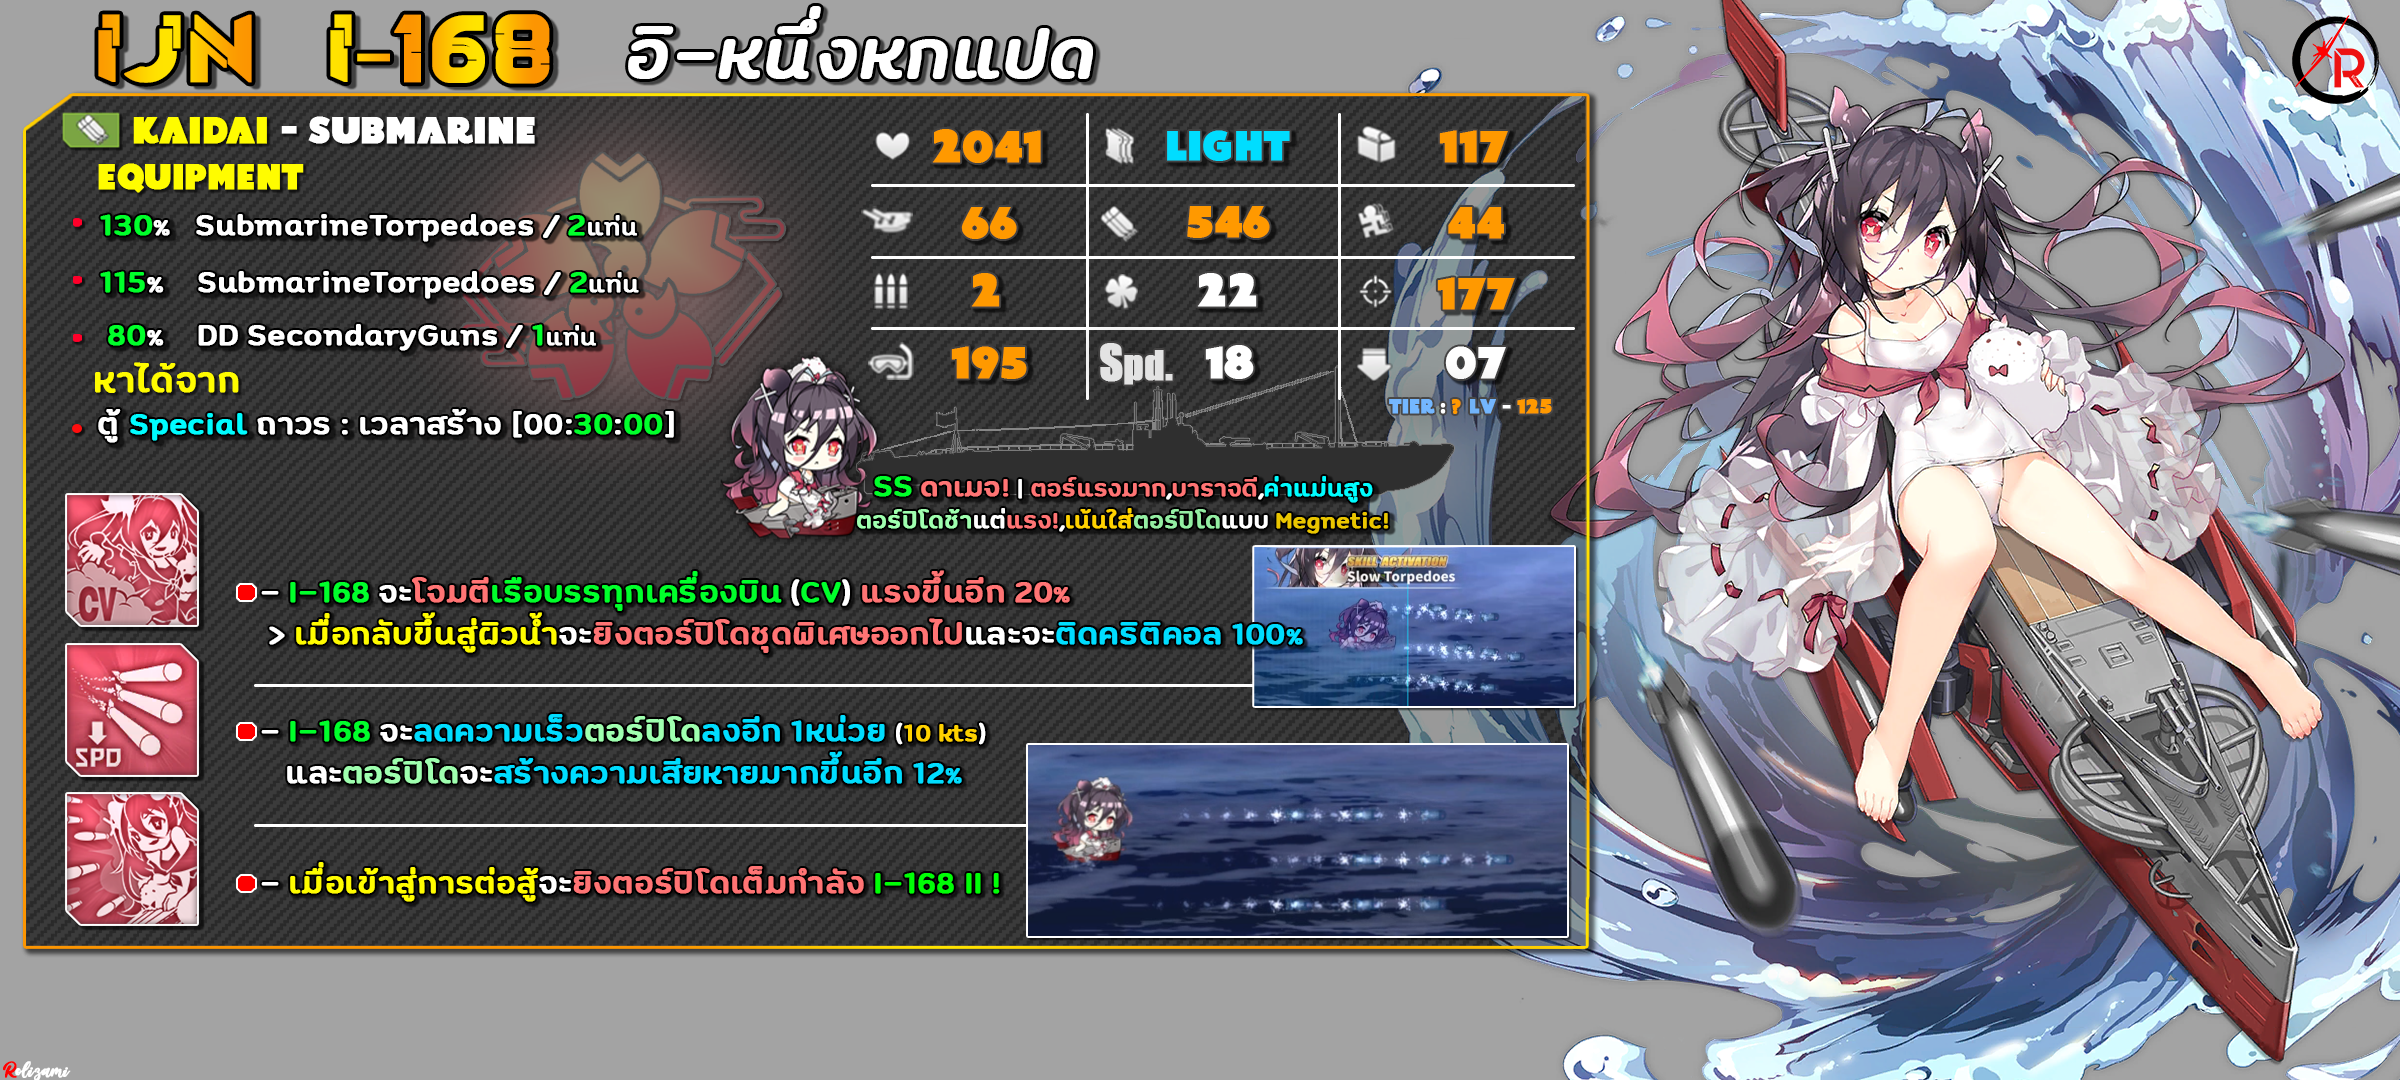 IJN I-168 อิ-หนึ่งหกแปด
R
KAIDAI - SUBMARINE
EQUIPMENT
130% SubmarineTorpedoes / 2แท่น
115% SubmarineTorpedoes / 2แท่น
80% DD SecondaryGuns / 1แท่น
หาได้จาก
ตู้ Special ถาวร : เวลาสร้าง [00:30:00]
2041 LIGHT 117
66 546 44
2 22 177
195 Spd. 18 07
TIER : ? LV - 125
SS ดาเมจ! | ตอร์แรงมาก,บาราจดี,ค่าแม่นสูง
ตอร์ปิโดช้าแต่แรง!,เน้นใส่ตอร์ปิโดแบบ Megnetic!
CV
- I-168 จะโจมตีเรือบรรทุกเครื่องบิน (CV) แรงขึ้นอีก 20%
> เมื่อกลับขึ้นสู่ผิวน้ำจะยิงตอร์ปิโดชุดพิเศษออกไปและจะติดคริติคอล 100%
SKILL ACTIVATION
Slow Torpedoes
SPD
- I-168 จะลดความเร็วตอร์ปิโดลงอีก 1หน่วย (10 kts)
และตอร์ปิโดจะสร้างความเสียหายมากขึ้นอีก 12%
- เมื่อเข้าสู่การต่อสู้จะยิงตอร์ปิโดเต็มกำลัง I-168 II !
Rolizami